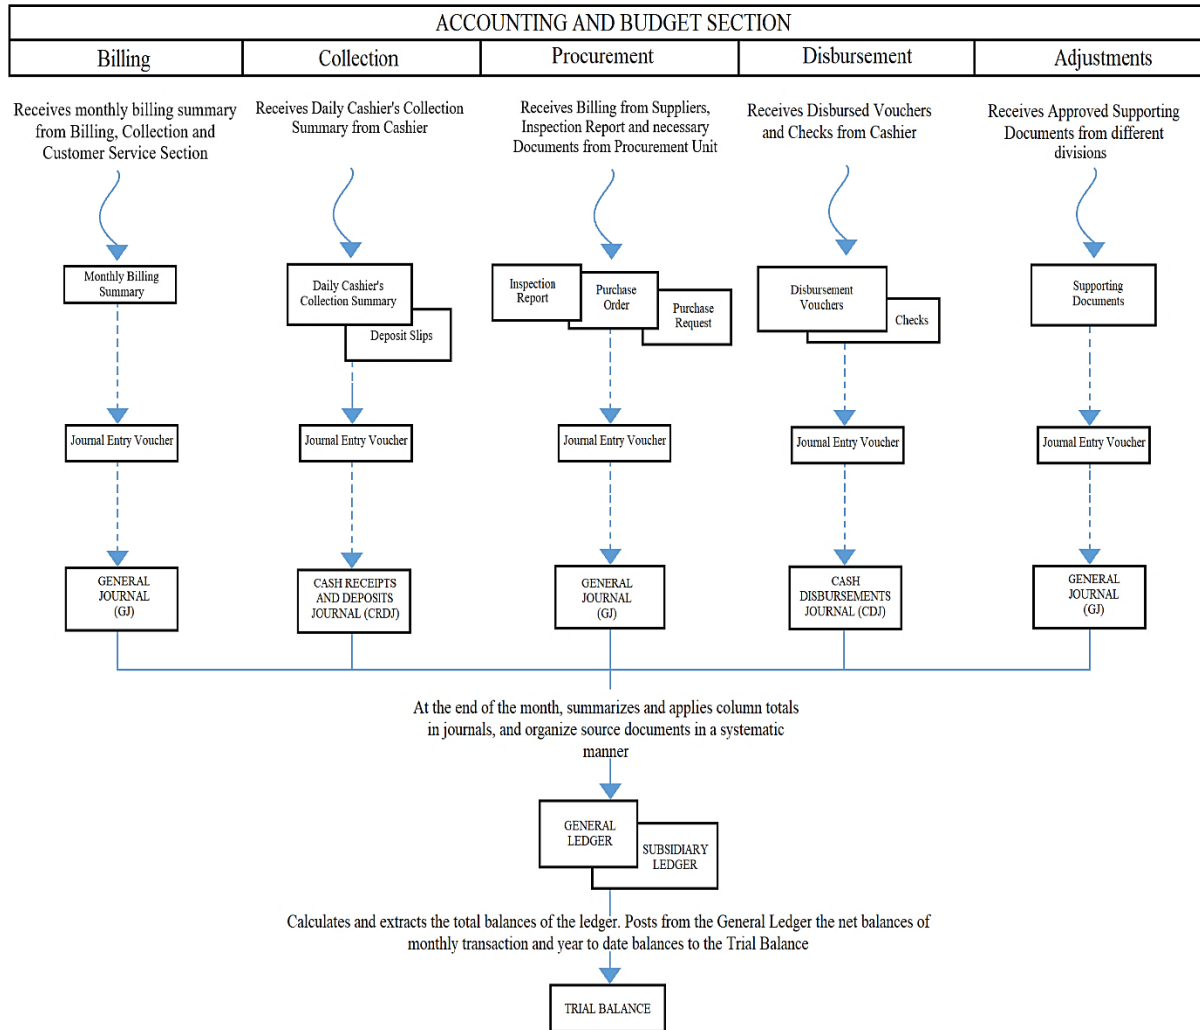 ACCOUNTING AND BUDGET SECTION
Billing
Collection
Procurement
Disbursement
Adjustments
Receives monthly billing summary
from Billing, Collection and
Customer Service Section
Receives Daily Cashier's Collection
Summary from Cashier
Receives Billing from Suppliers,
Inspection Report and necessary
Documents from Procurement Unit
Receives Disbursed Vouchers
and Checks from Cashier
Receives Approved Supporting
Documents from different
divisions
Monthly Billing
Summary
Daily Cashier's
Collection Summary
Deposit Slips
Inspection
Report
Purchase
Order
Purchase
Request
Disbursement
Vouchers
Checks
Supporting
Documents
Journal Entry Voucher
Journal Entry Voucher
Journal Entry Voucher
Journal Entry Voucher
Journal Entry Voucher
GENERAL
JOURNAL
(GJ)
CASH RECEIPTS
AND DEPOSITS
JOURNAL (CRDJ)
GENERAL
JOURNAL
(GJ)
CASH
DISBURSEMENTS
JOURNAL (CDJ)
GENERAL
JOURNAL
(GJ)
At the end of the month, summarizes and applies column totals
in journals, and organize source documents in a systematic
manner
GENERAL
LEDGER
SUBSIDIARY
LEDGER
Calculates and extracts the total balances of the ledger. Posts from the General Ledger the net balances of
monthly transaction and year to date balances to the Trial Balance
TRIAL BALANCE